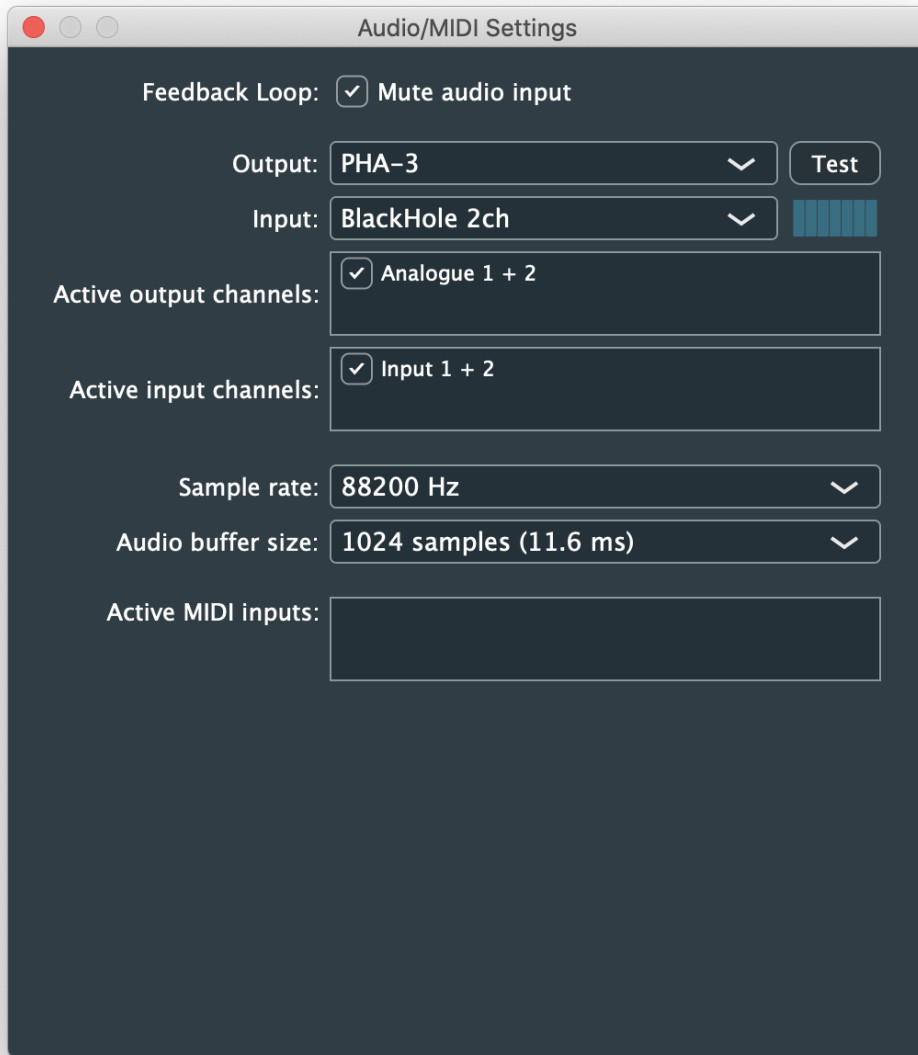 Audio/MIDI Settings
Feedback Loop: Mute audio input
Output: PHA-3 Test
Input: BlackHole 2ch
Active output channels: Analogue 1 + 2
Active input channels: Input 1 + 2
Sample rate: 88200 Hz
Audio buffer size: 1024 samples (11.6 ms)
Active MIDI inputs: